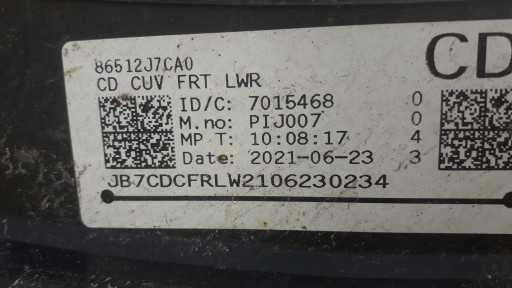 86512J7CA0
CD CUV FRT LWR
CD
ID/C: 7015468 0
M.no: PIJ007 0
MP T: 10:08:17 4
Date: 2021-06-23 3
JB7CDCFRLW2106230234